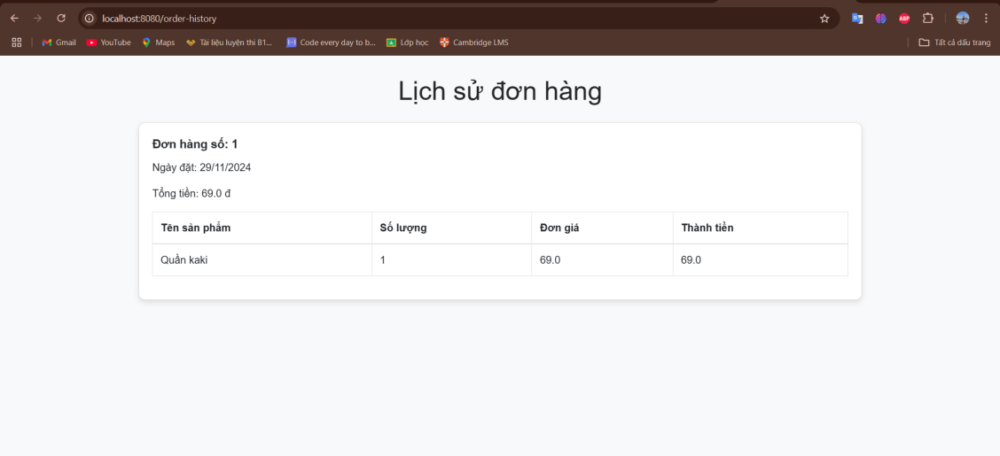 localhost:8080/order-history
ABP
Gmail YouTube Maps Tài liệu luyện thi B1... Code every day to b... Lớp học Cambridge LMS Tất cả dấu trang
Lịch sử đơn hàng
Đơn hàng số: 1
Ngày đặt: 29/11/2024
Tổng tiền: 69.0 đ
Tên sản phẩm Số lượng Đơn giá Thành tiền
Quần kaki 1 69.0 69.0